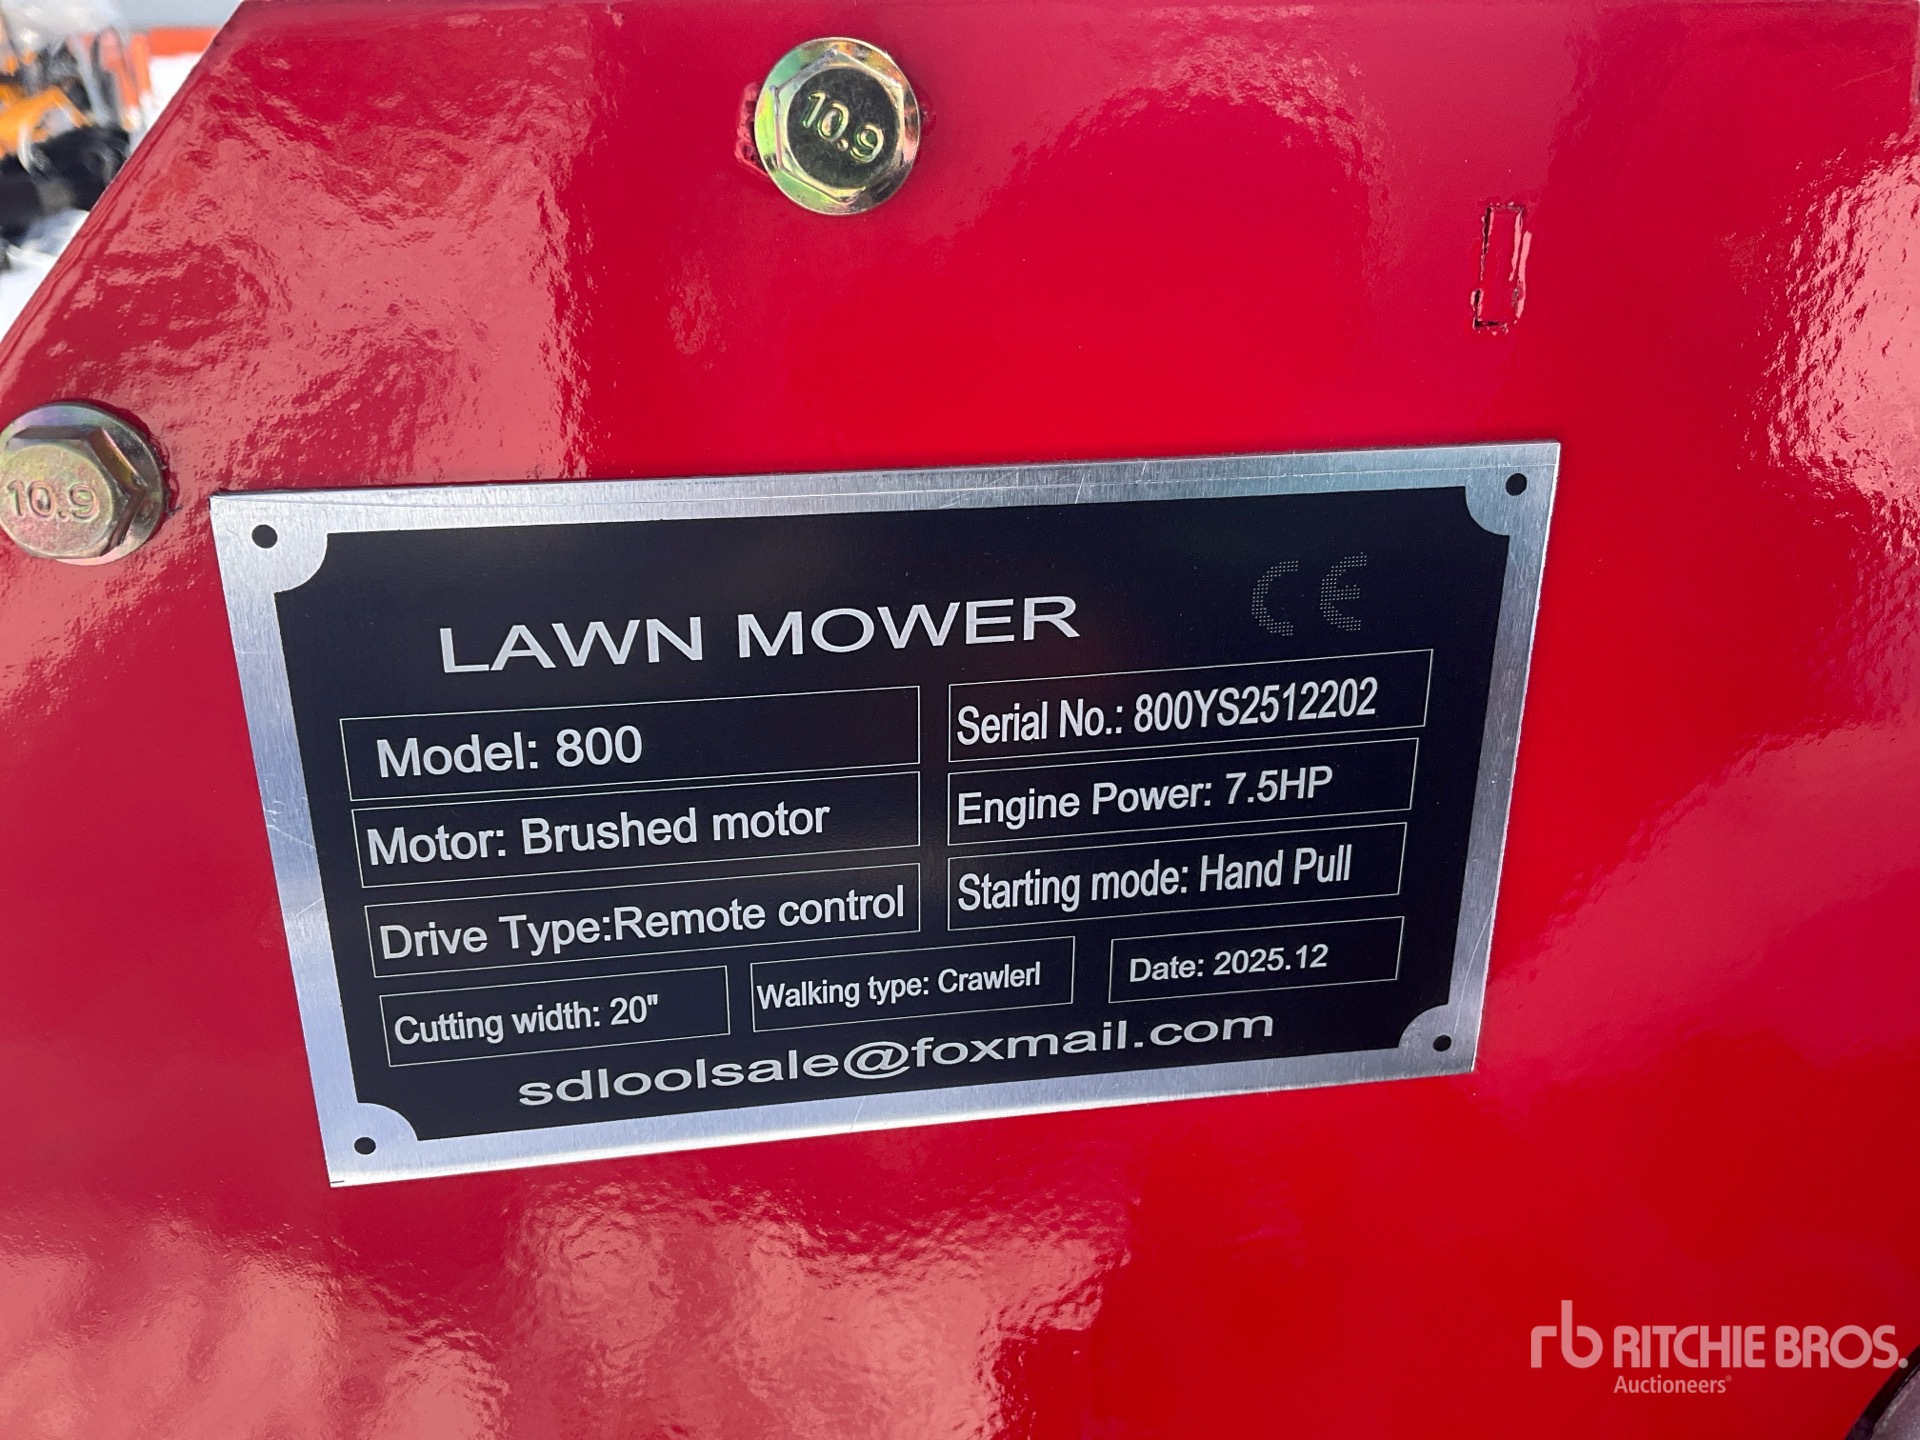 10.9
10.9
CE
LAWN MOWER
Model: 800
Serial No.: 800YS2512202
Motor: Brushed motor
Engine Power: 7.5HP
Drive Type:Remote control
Starting mode: Hand Pull
Cutting width: 20"
Walking type: Crawlerl
Date: 2025.12
sdloolsale@foxmail.com
rb RITCHIE BROS.
Auctioneers®